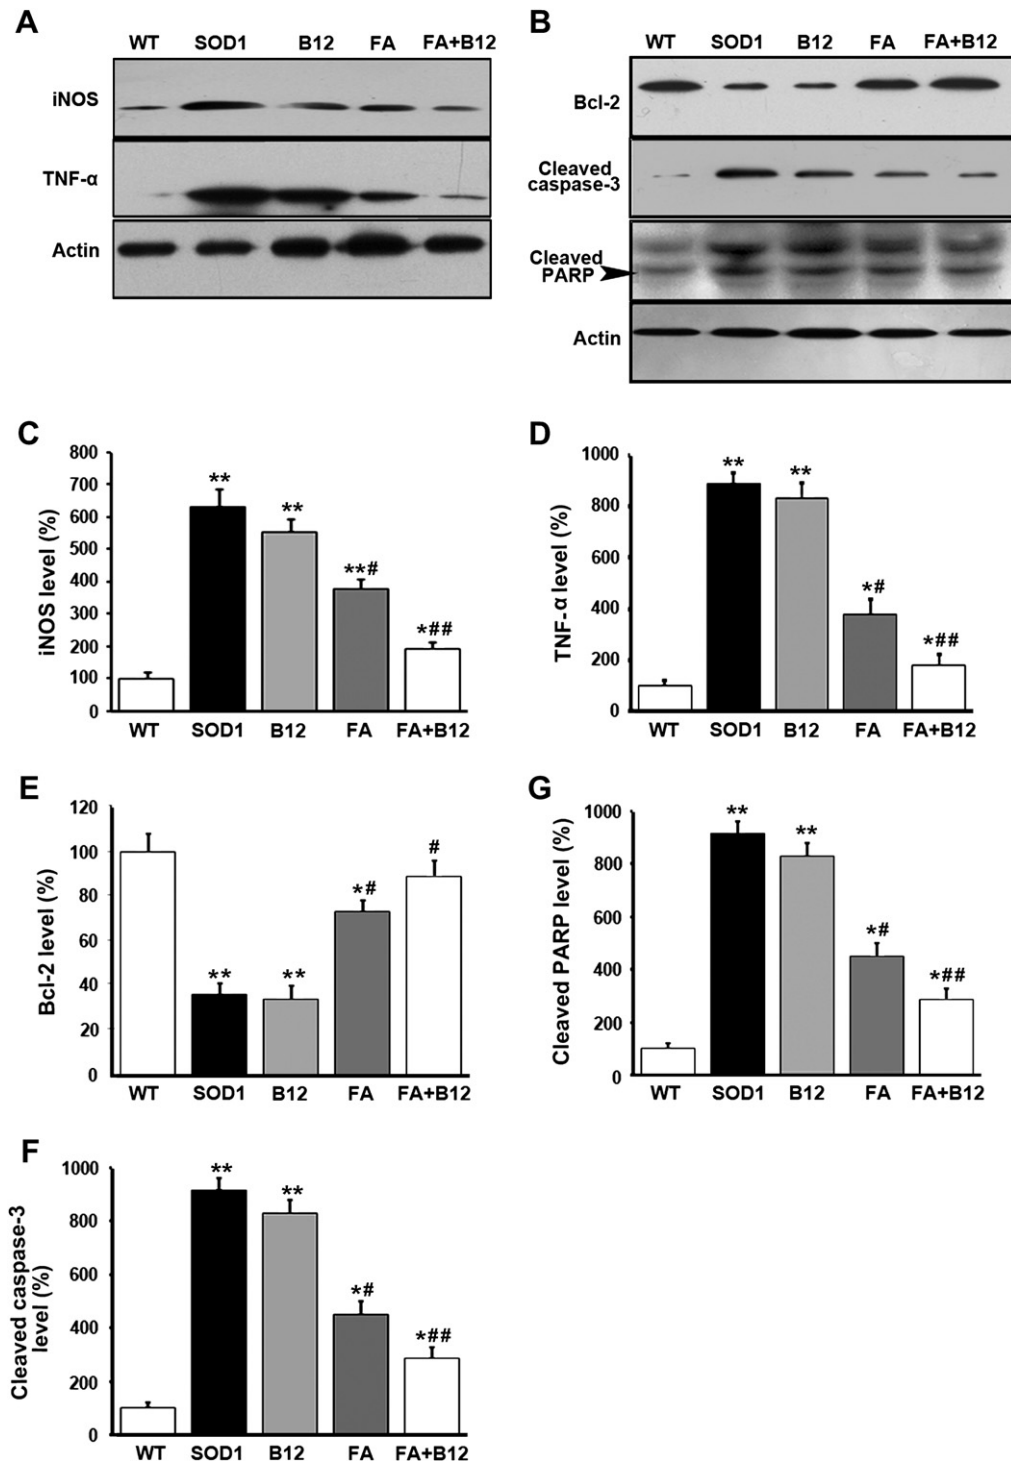 A
WT SOD1 B12 FA FA+B12
iNOS
TNF-α
Actin
B
WT SOD1 B12 FA FA+B12
Bcl-2
Cleaved
caspase-3
Cleaved
PARP
Actin
C
iNOS level (%)
800
700
600
500
400
300
200
100
0
** ** **# *##
WT SOD1 B12 FA FA+B12
D
TNF-α level (%)
1000
800
600
400
200
0
** ** *# *##
WT SOD1 B12 FA FA+B12
E
Bcl-2 level (%)
120
100
80
60
40
20
0
** ** *# #
WT SOD1 B12 FA FA+B12
G
Cleaved PARP level (%)
1000
800
600
400
200
0
** ** *# *##
WT SOD1 B12 FA FA+B12
F
Cleaved caspase-3
level (%)
1000
800
600
400
200
0
** ** *# *##
WT SOD1 B12 FA FA+B12